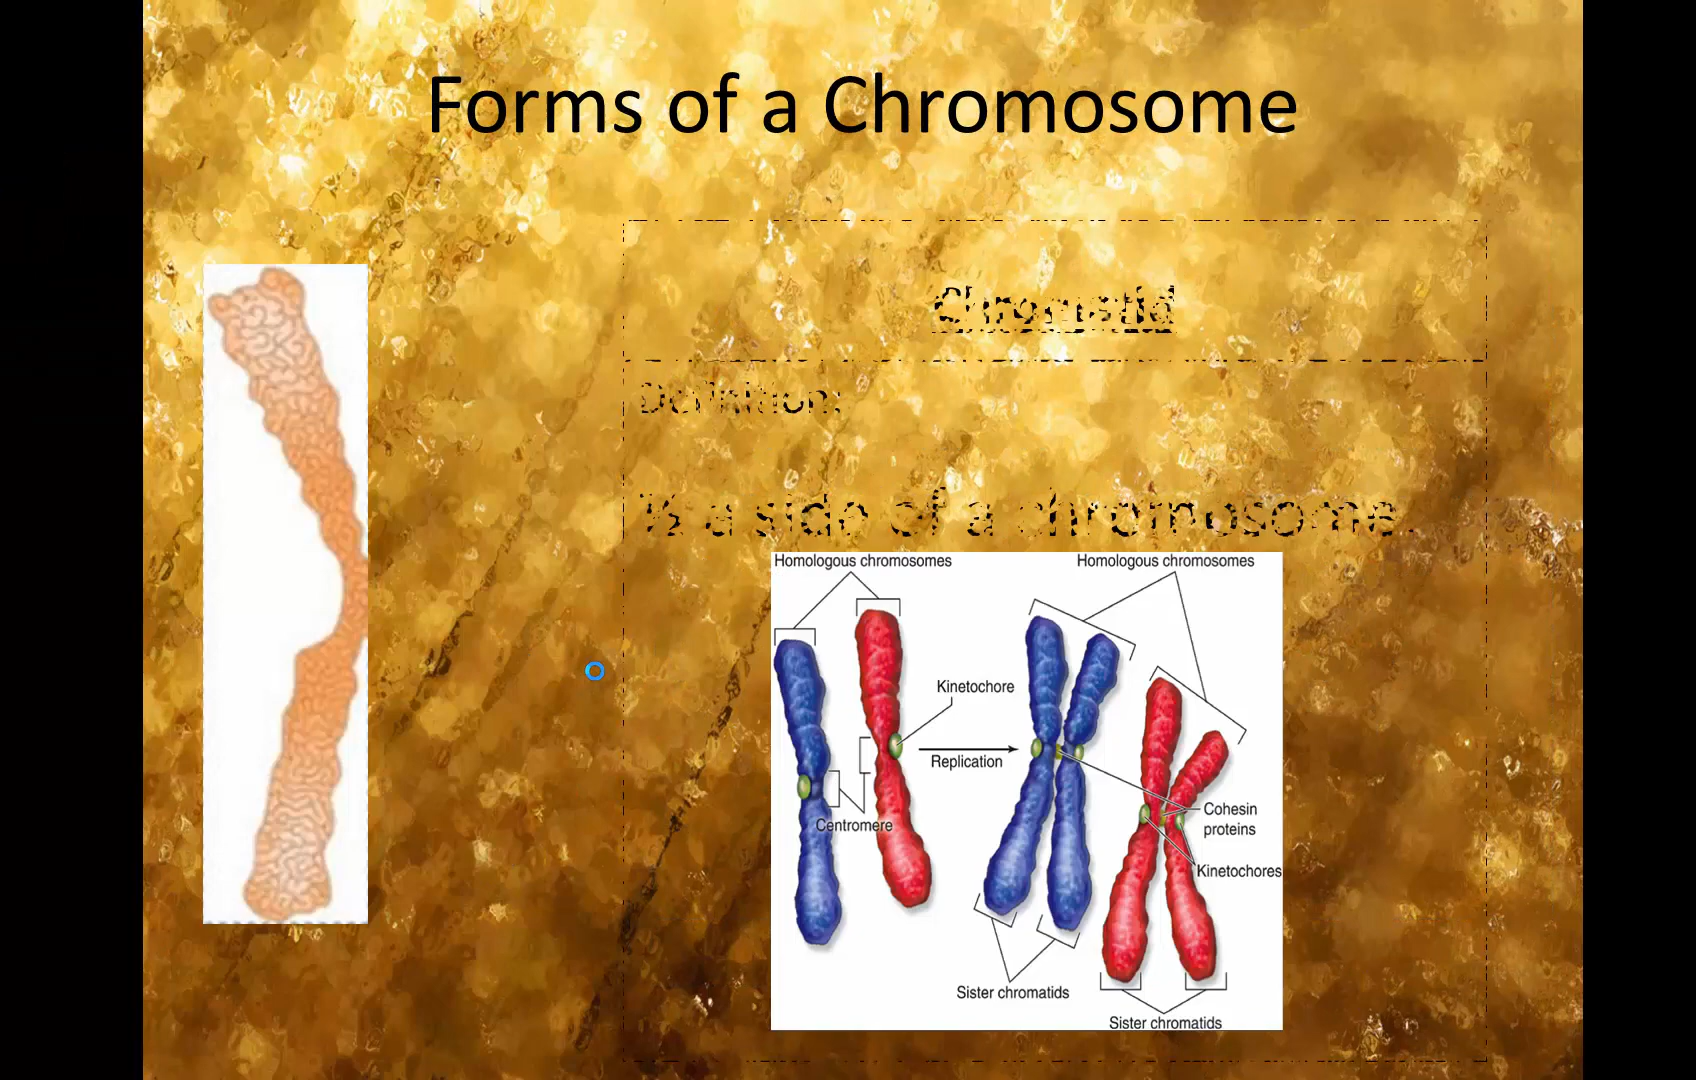 Forms of a Chromosome
Chromatid
Definition:
½ a side of a chromosome.
Homologous chromosomes
Homologous chromosomes
Kinetochore
Replication
Centromere
Cohesin
proteins
Kinetochores
Sister chromatids
Sister chromatids